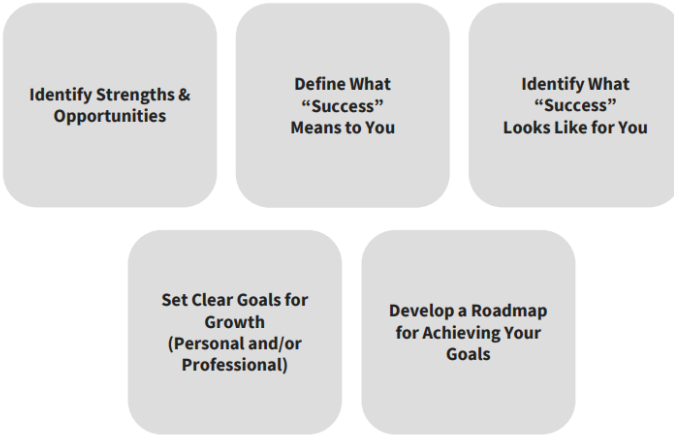 Identify Strengths &
Opportunities
Define What
“Success”
Means to You
Identify What
“Success”
Looks Like for You
Set Clear Goals for
Growth
(Personal and/or
Professional)
Develop a Roadmap
for Achieving Your
Goals